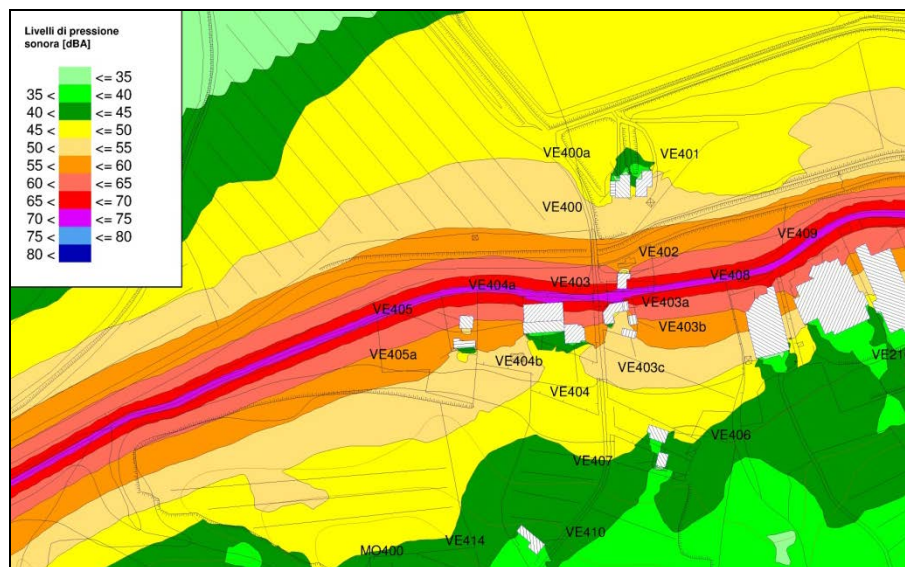 Livelli di pressione
sonora [dBA]
<= 35
35 < <= 40
40 < <= 45
45 < <= 50
50 < <= 55
55 < <= 60
60 < <= 65
65 < <= 70
70 < <= 75
75 < <= 80
80 <
VE400a
VE401
VE400
VE409
VE402
VE408
VE403
VE404a
VE403a
VE405
VE403b
VE405a
VE404b
VE403c
VE21
VE404
VE406
VE407
VE410
VE414
MO400